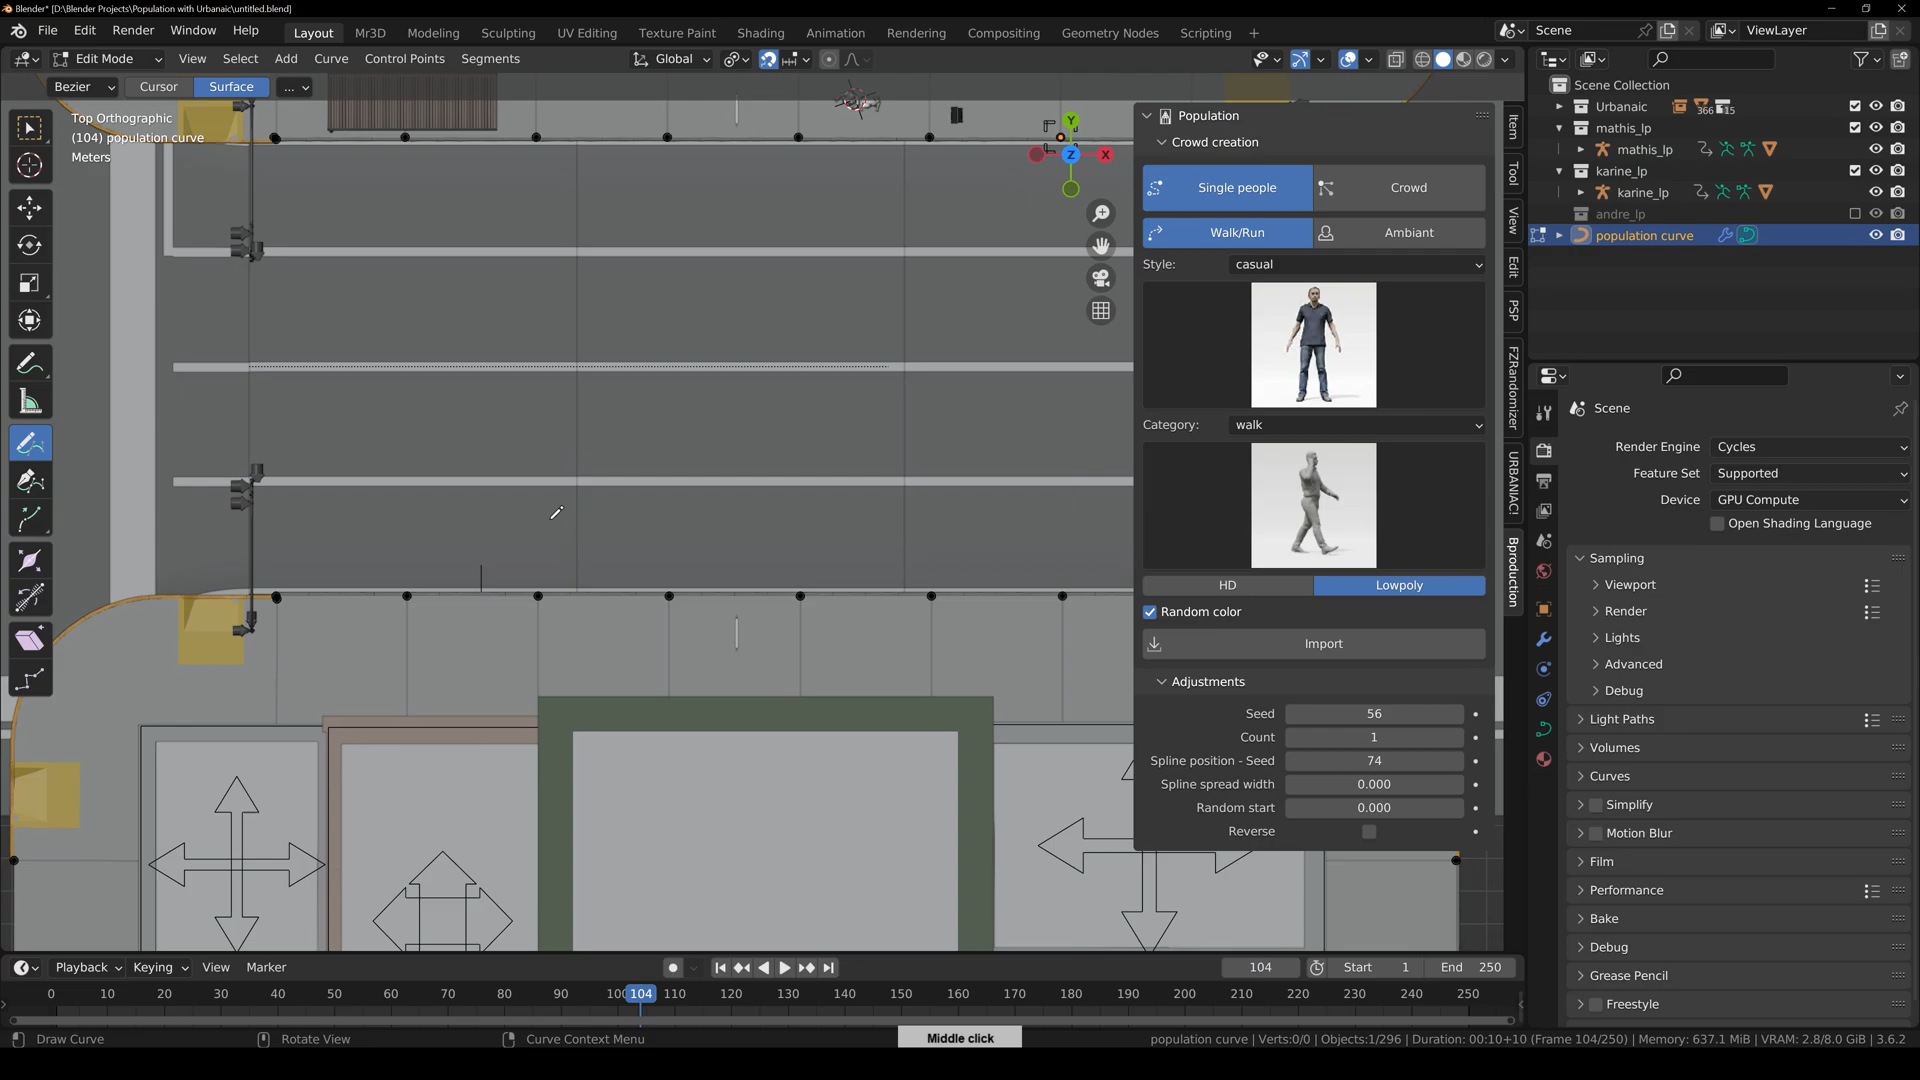 Blender* [D:\Blender Projects\Population with Urbanaic\untitled.blend]
File Edit Render Window Help
Layout Mr3D Modeling Sculpting UV Editing Texture Paint Shading Animation Rendering Compositing Geometry Nodes Scripting +
Scene
ViewLayer
Edit Mode View Select Add Curve Control Points Segments
Global
Bezier Cursor Surface ...
Top Orthographic
(104) population curve
Meters
Y
Z
X
Population
Crowd creation
Single people Crowd
Walk/Run Ambiant
Style: casual
Category: walk
HD Lowpoly
Random color
Import
Adjustments
Seed 56
Count 1
Spline position - Seed 74
Spline spread width 0.000
Random start 0.000
Reverse
Item
Tool
View
Edit
PSP
FZRandomizer
URBANIAC!
Bproduction
Scene Collection
Urbanaic 366 15
mathis_lp
mathis_lp
karine_lp
karine_lp
andre_lp
population curve
Scene
Render Engine Cycles
Feature Set Supported
Device GPU Compute
Open Shading Language
Sampling
Viewport
Render
Lights
Advanced
Debug
Light Paths
Volumes
Curves
Simplify
Motion Blur
Film
Performance
Bake
Debug
Grease Pencil
Freestyle
Playback Keying View Marker
104 Start 1 End 250
0 10 20 30 40 50 60 70 80 90 100 104 110 120 130 140 150 160 170 180 190 200 210 220 230 240 250
Draw Curve Rotate View Curve Context Menu
Middle click
population curve | Verts:0/0 | Objects:1/296 | Duration: 00:10+10 (Frame 104/250) | Memory: 637.1 MiB | VRAM: 2.8/8.0 GiB | 3.6.2